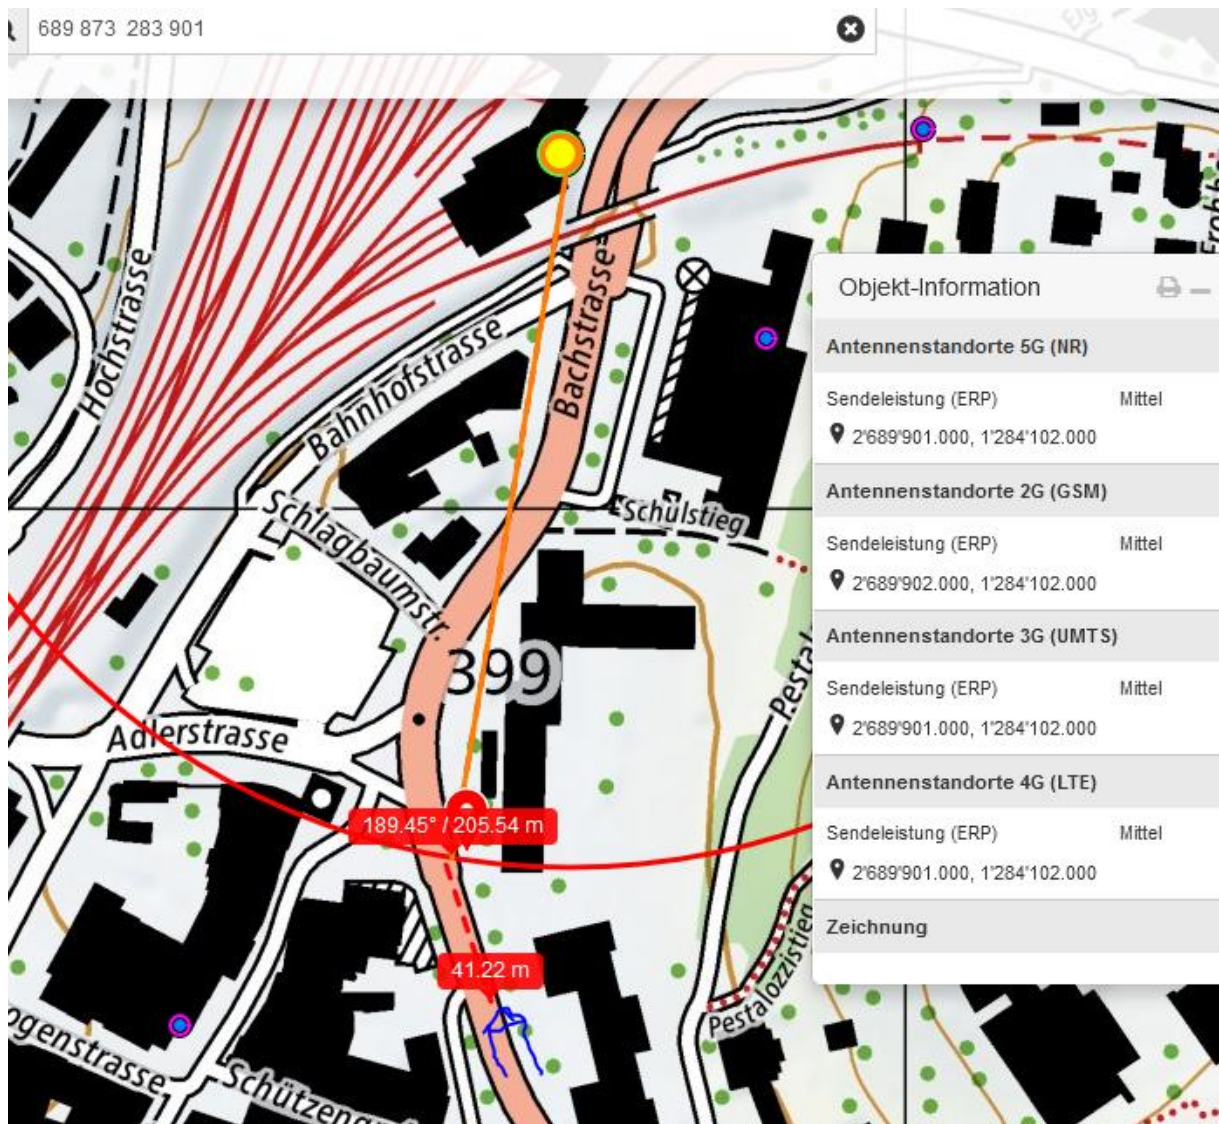 689 873 283 901
Hochstrasse
Bahnhofstrasse
Bachstrasse
Objekt-Information
Antennenstandorte 5G (NR)
Sendeleistung (ERP) Mittel
2'689'901.000, 1'284'102.000
Antennenstandorte 2G (GSM)
Sendeleistung (ERP) Mittel
2'689'902.000, 1'284'102.000
Antennenstandorte 3G (UMTS)
Sendeleistung (ERP) Mittel
2'689'901.000, 1'284'102.000
Antennenstandorte 4G (LTE)
Sendeleistung (ERP) Mittel
2'689'901.000, 1'284'102.000
Zeichnung
Schulstieg
Schlagbaumstr.
399
Pestal
Adlerstrasse
189.45° / 205.54 m
41.22 m
Pestalozzistieg
ogenstrasse
Schützeng